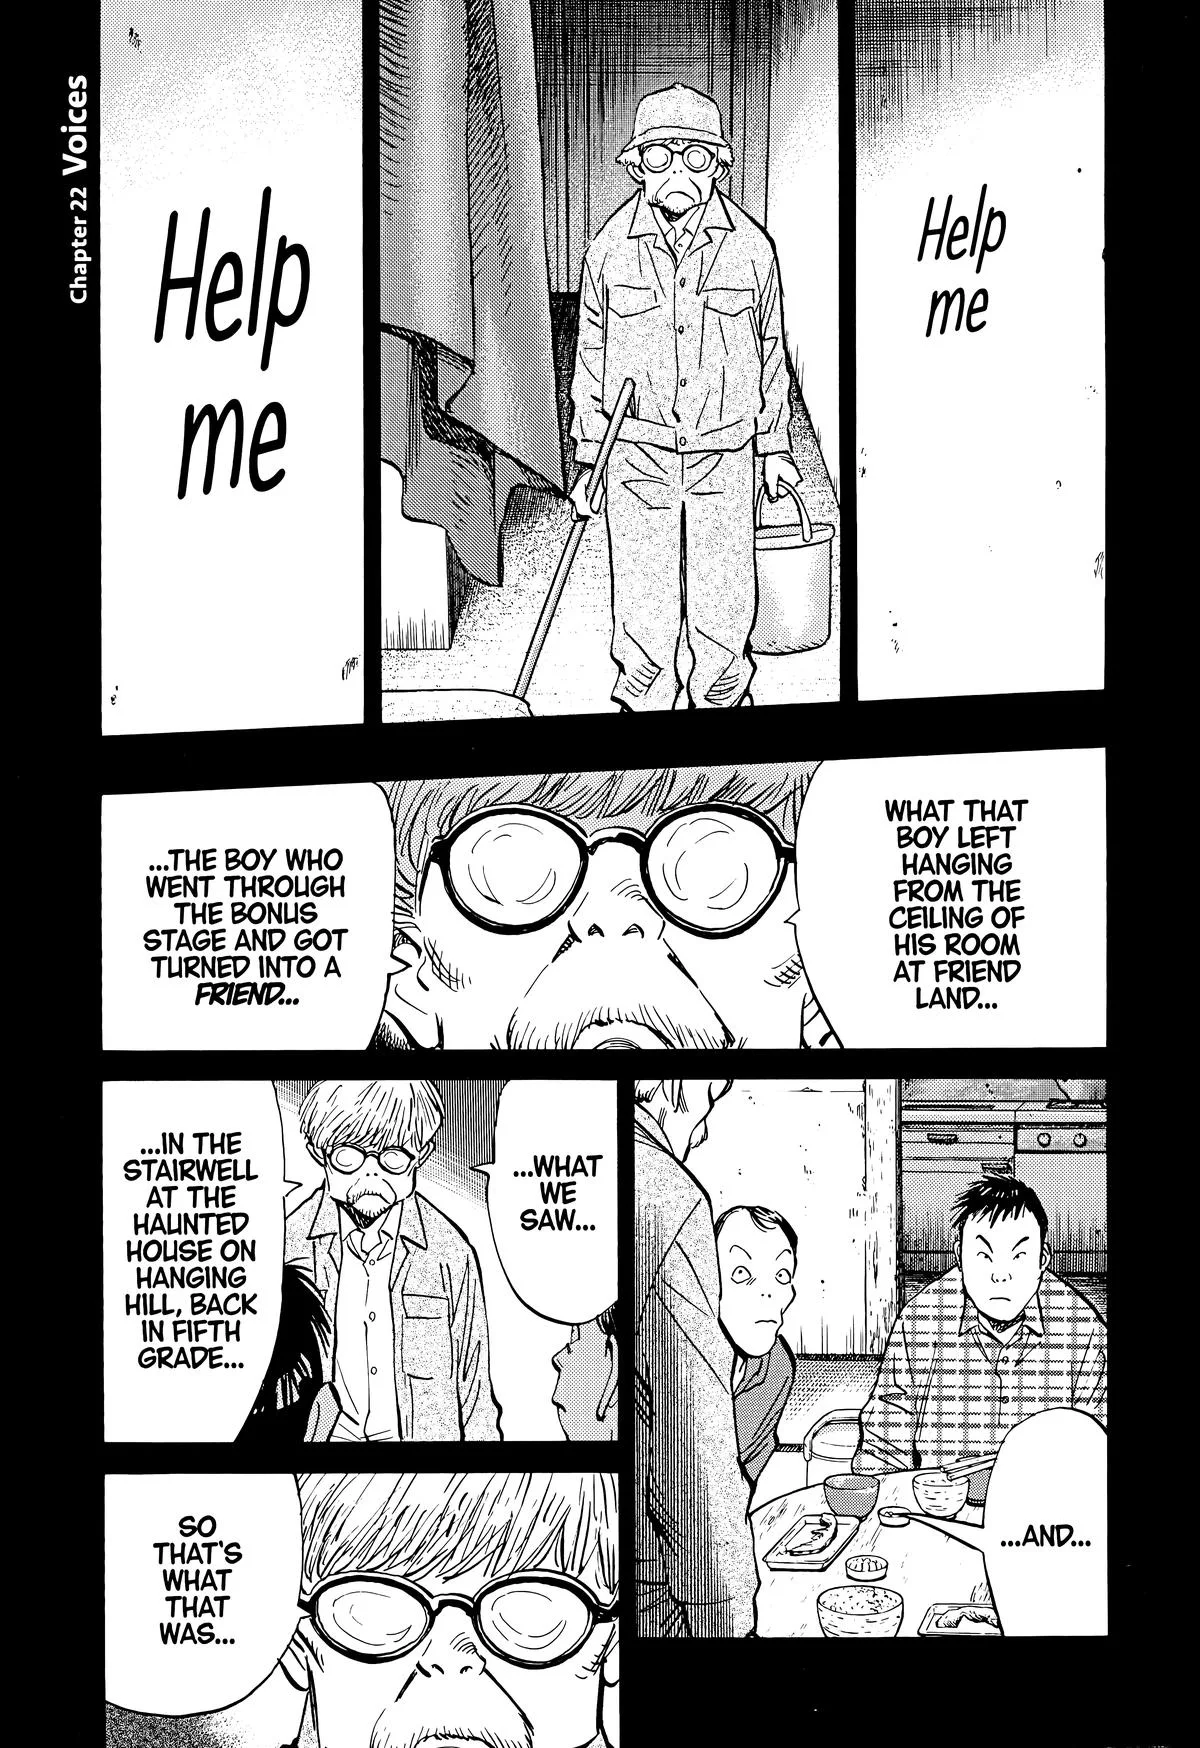 Chapter 22 Voices
Help
me
Help
me
WHAT THAT
BOY LEFT
HANGING
FROM THE
CEILING OF
HIS ROOM
AT FRIEND
LAND...
...THE BOY WHO
WENT THROUGH
THE BONUS
STAGE AND GOT
TURNED INTO A
FRIEND...
...AND...
...WHAT
WE
SAW...
...IN THE
STAIRWELL
AT THE
HAUNTED
HOUSE ON
HANGING
HILL, BACK
IN FIFTH
GRADE...
SO
THAT'S
WHAT
THAT
WAS...